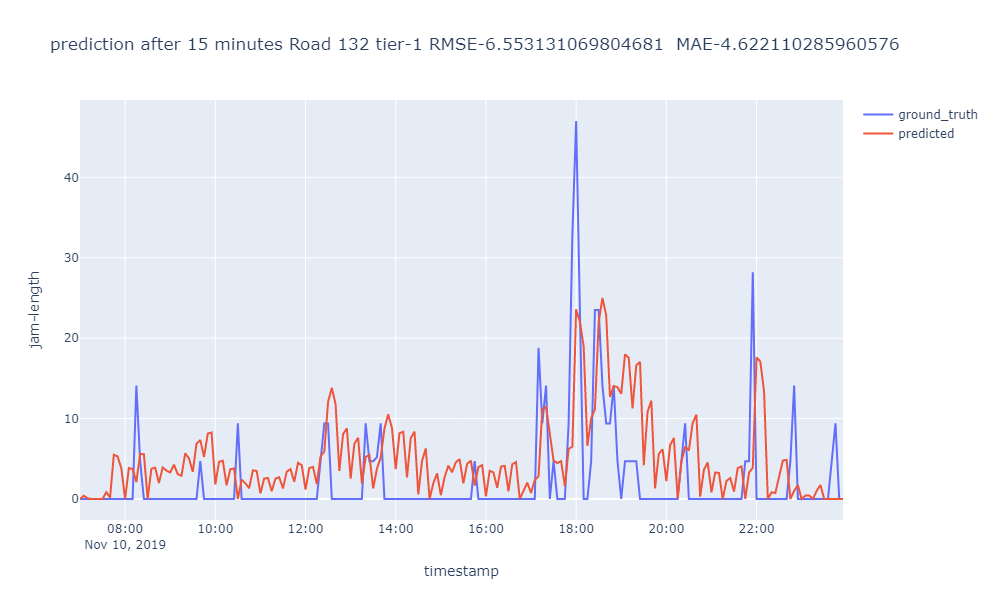 prediction after 15 minutes Road 132 tier-1 RMSE-6.553131069804681  MAE-4.622110285960576
ground_truth
predicted
40
30
20
10
0
jam-length
08:00 10:00 12:00 14:00 16:00 18:00 20:00 22:00
Nov 10, 2019
timestamp